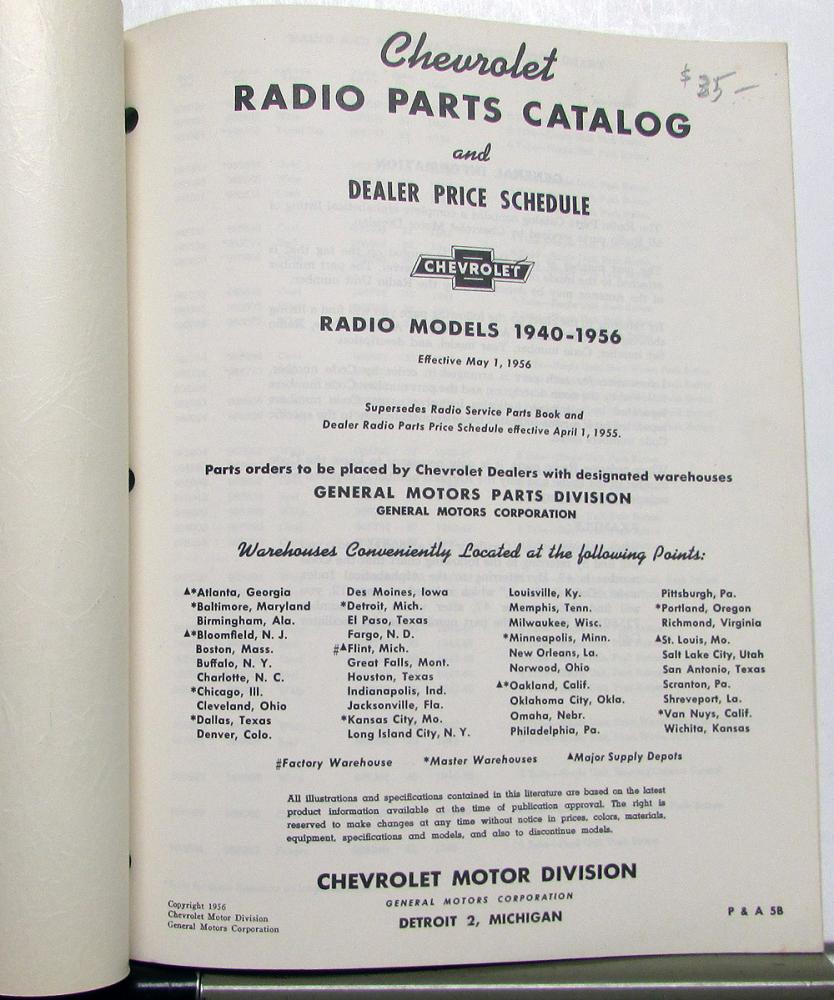 Chevrolet
$35-
RADIO PARTS CATALOG
and
DEALER PRICE SCHEDULE
CHEVROLET
RADIO MODELS 1940-1956
Effective May 1, 1956
Supersedes Radio Service Parts Book and
Dealer Radio Parts Price Schedule effective April 1, 1955.
Parts orders to be placed by Chevrolet Dealers with designated warehouses
GENERAL MOTORS PARTS DIVISION
GENERAL MOTORS CORPORATION
Warehouses Conveniently Located at the following Points:
▲*Atlanta, Georgia
*Baltimore, Maryland
Birmingham, Ala.
▲*Bloomfield, N. J.
Boston, Mass.
Buffalo, N. Y.
Charlotte, N. C.
*Chicago, Ill.
Cleveland, Ohio
*Dallas, Texas
Denver, Colo.
Des Moines, Iowa
*Detroit, Mich.
El Paso, Texas
Fargo, N. D.
#▲Flint, Mich.
Great Falls, Mont.
Houston, Texas
Indianapolis, Ind.
Jacksonville, Fla.
*Kansas City, Mo.
Long Island City, N. Y.
Louisville, Ky.
Memphis, Tenn.
Milwaukee, Wisc.
*Minneapolis, Minn.
New Orleans, La.
Norwood, Ohio
▲*Oakland, Calif.
Oklahoma City, Okla.
Omaha, Nebr.
Philadelphia, Pa.
Pittsburgh, Pa.
*Portland, Oregon
Richmond, Virginia
▲St. Louis, Mo.
Salt Lake City, Utah
San Antonio, Texas
Scranton, Pa.
Shreveport, La.
*Van Nuys, Calif.
Wichita, Kansas
#Factory Warehouse *Master Warehouses ▲Major Supply Depots
All illustrations and specifications contained in this literature are based on the latest
product information available at the time of publication approval. The right is
reserved to make changes at any time without notice in prices, colors, materials,
equipment, specifications and models, and also to discontinue models.
CHEVROLET MOTOR DIVISION
GENERAL MOTORS CORPORATION
DETROIT 2, MICHIGAN
Copyright 1956
Chevrolet Motor Division
General Motors Corporation
P & A 5B